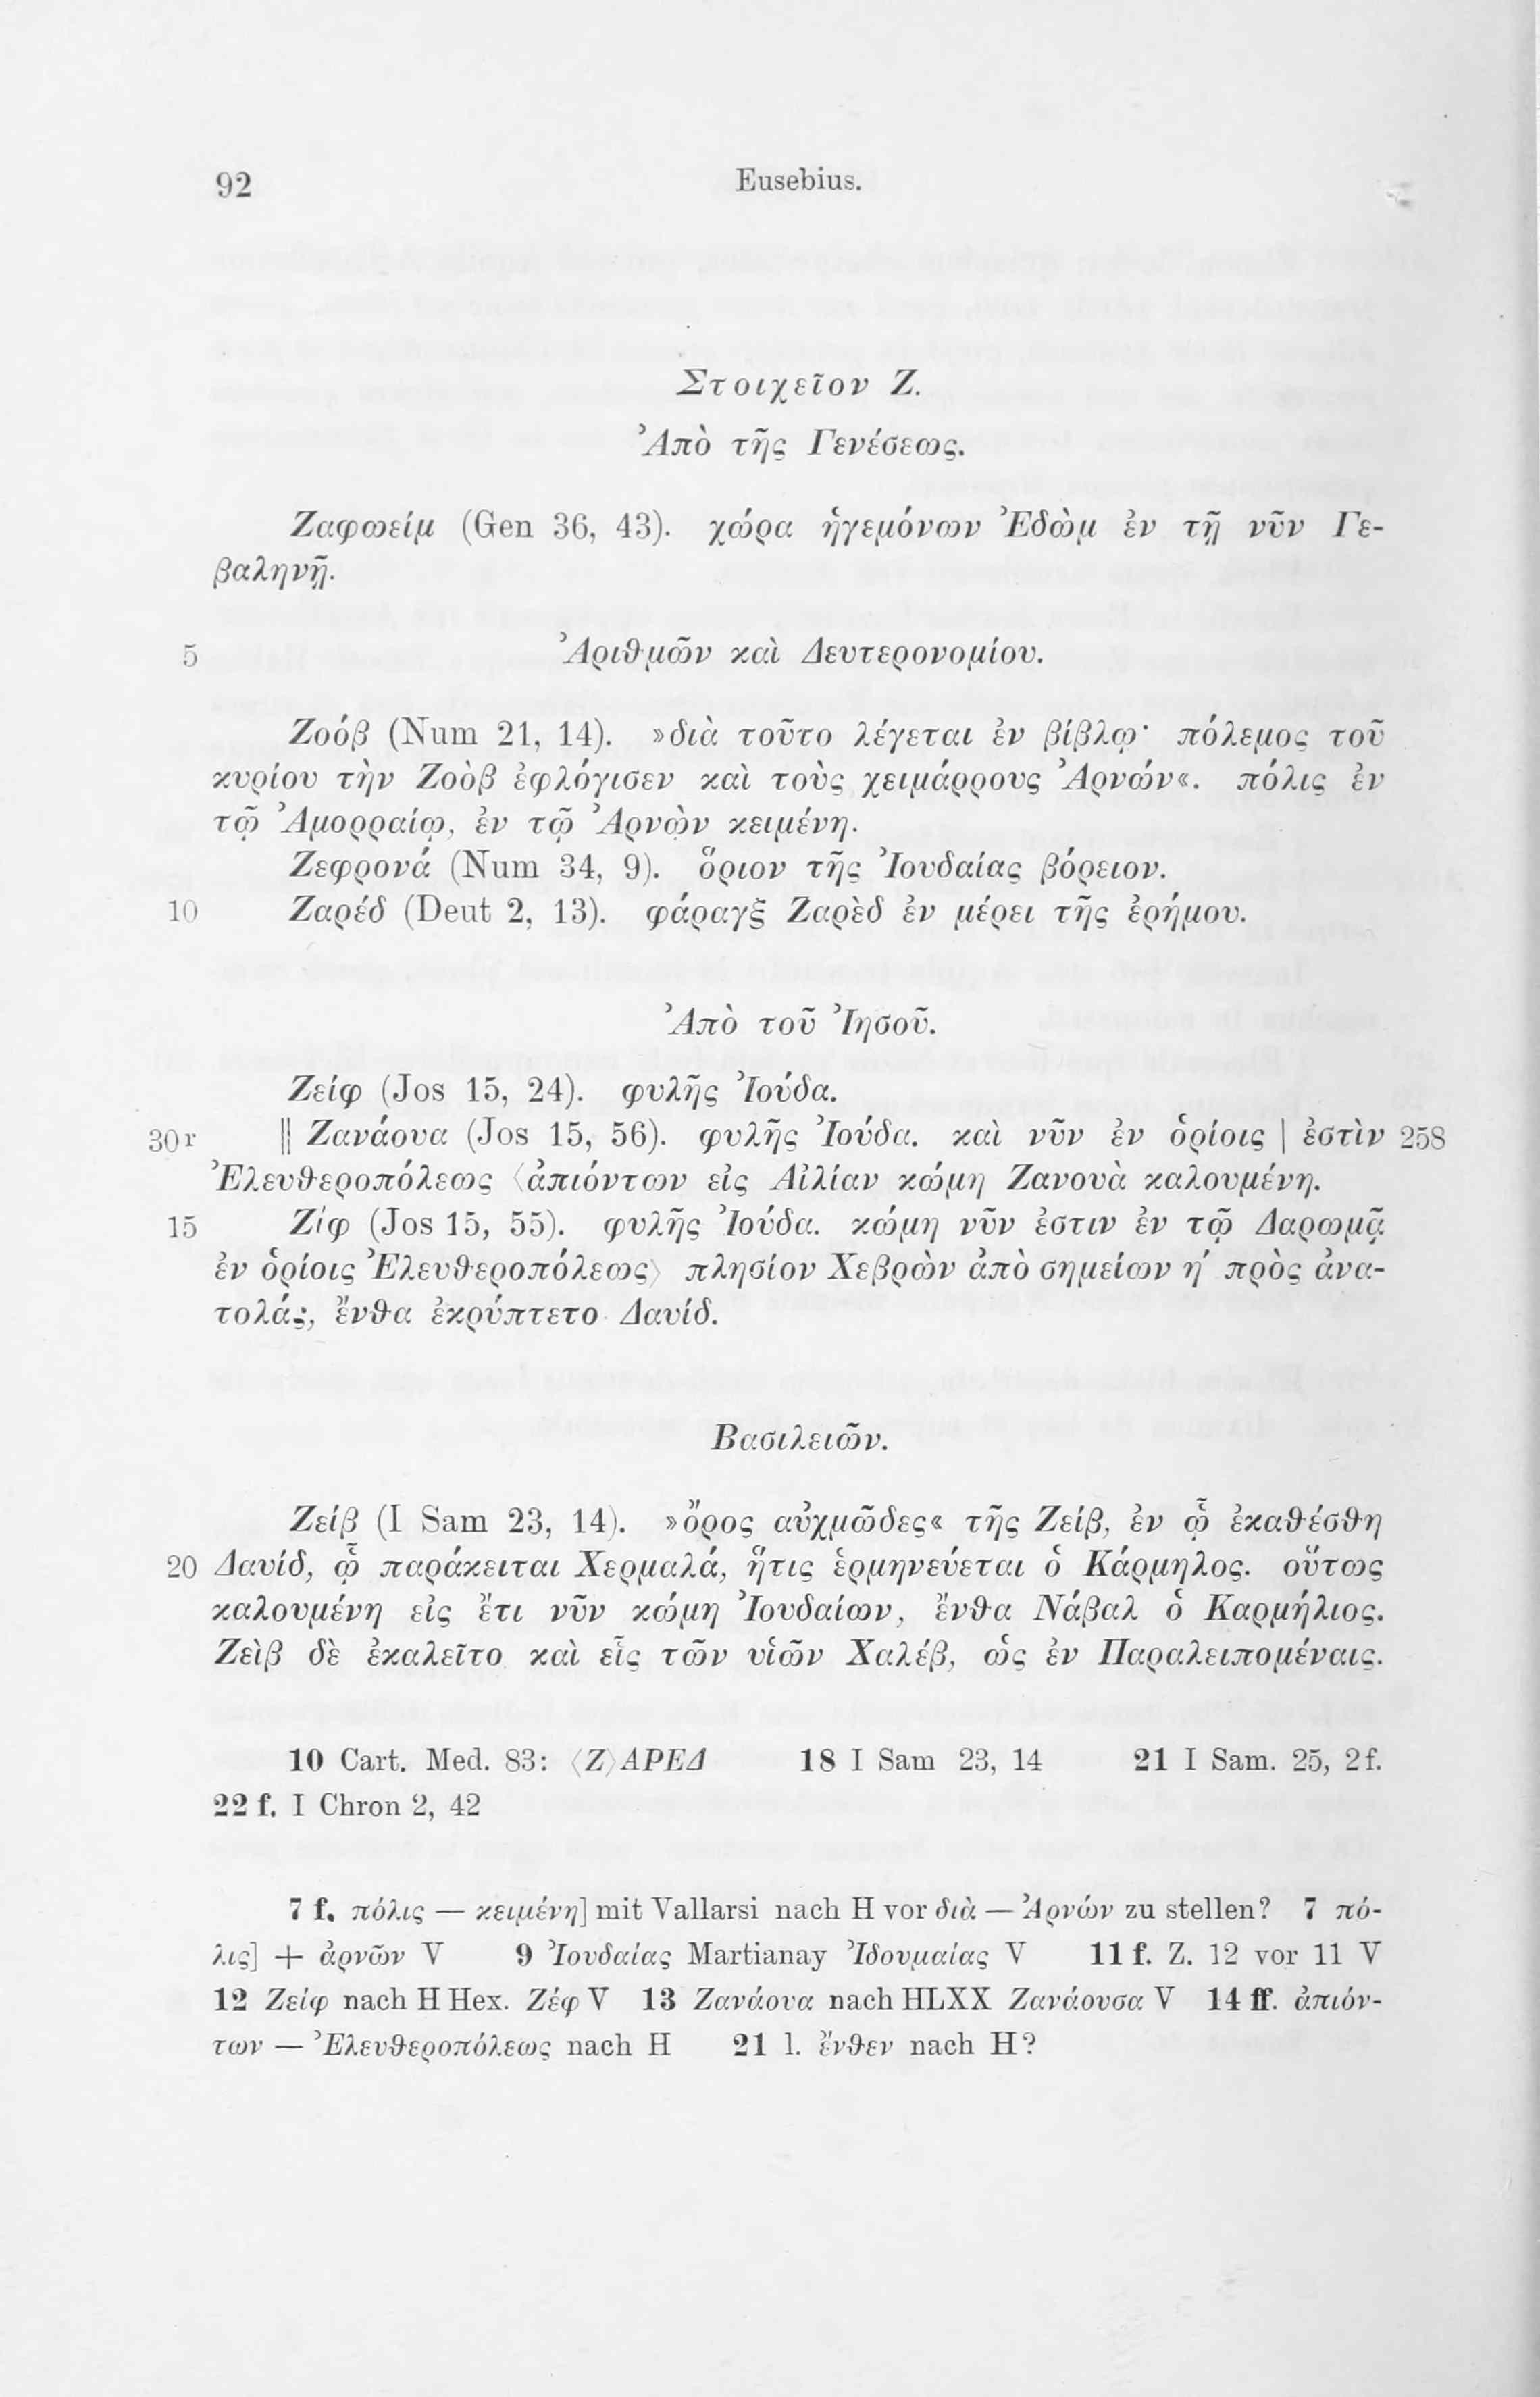 92 Eusebius.
Στοιχεῖον Ζ.
Ἀπὸ τῆς Γενέσεως.
Ζαφωείμ (Gen 36, 43). χώρα ἡγεμόνων Ἐδὼμ ἐν τῇ νῦν Γε-
βαληνῇ.
5 Ἀριθμῶν καὶ Δευτερονομίου.
Ζοόβ (Num 21, 14). »διὰ τοῦτο λέγεται ἐν βίβλῳ· πόλεμος τοῦ
κυρίου τὴν Ζοὸβ ἐφλόγισεν καὶ τοὺς χειμάρρους Ἀρνών«. πόλις ἐν
τῷ Ἀμορραίῳ, ἐν τῷ Ἀρνὼν κειμένη.
Ζεφρονά (Num 34, 9). ὅριον τῆς Ἰουδαίας βόρειον.
10 Ζαρέδ (Deut 2, 13). φάραγξ Ζαρὲδ ἐν μέρει τῆς ἐρήμου.
Ἀπὸ τοῦ Ἰησοῦ.
Ζείφ (Jos 15, 24). φυλῆς Ἰούδα.
30r || Ζανάουα (Jos 15, 56). φυλῆς Ἰούδα. καὶ νῦν ἐν ὁρίοις | ἐστὶν 258
Ἐλευθεροπόλεως ⟨ἀπιόντων εἰς Αἰλίαν κώμη Ζανουὰ καλουμένη.
15 Ζίφ (Jos 15, 55). φυλῆς Ἰούδα. κώμη νῦν ἐστιν ἐν τῷ Δαρωμᾷ
ἐν ὁρίοις Ἐλευθεροπόλεως⟩ πλησίον Χεβρὼν ἀπὸ σημείων η′ πρὸς ἀνα-
τολάς, ἔνθα ἐκρύπτετο Δαυίδ.
Βασιλειῶν.
Ζείβ (I Sam 23, 14). »ὄρος αὐχμῶδες« τῆς Ζείβ, ἐν ᾧ ἐκαθέσθη
20 Δαυίδ, ᾧ παράκειται Χερμαλά, ἥτις ἑρμηνεύεται ὁ Κάρμηλος. οὕτως
καλουμένη εἰς ἔτι νῦν κώμη Ἰουδαίων, ἔνθα Νάβαλ ὁ Καρμήλιος.
Ζεὶβ δὲ ἐκαλεῖτο καὶ εἷς τῶν υἱῶν Χαλέβ, ὡς ἐν Παραλειπομέναις.
10 Cart. Med. 83: ⟨Ζ⟩ΑΡΕΔ 18 I Sam 23, 14 21 I Sam. 25, 2f.
22 f. I Chron 2, 42
7 f. πόλις — κειμένη] mit Vallarsi nach H vor διὰ — Ἀρνών zu stellen? 7 πό-
λις] + ἀρνῶν V 9 Ἰουδαίας Martianay Ἰδουμαίας V 11 f. Z. 12 vor 11 V
12 Ζείφ nach H Hex. Ζέφ V 13 Ζανάουα nach HLXX Ζανάουσα V 14 ff. ἀπιόν-
των — Ἐλευθεροπόλεως nach H 21 l. ἔνθεν nach H?